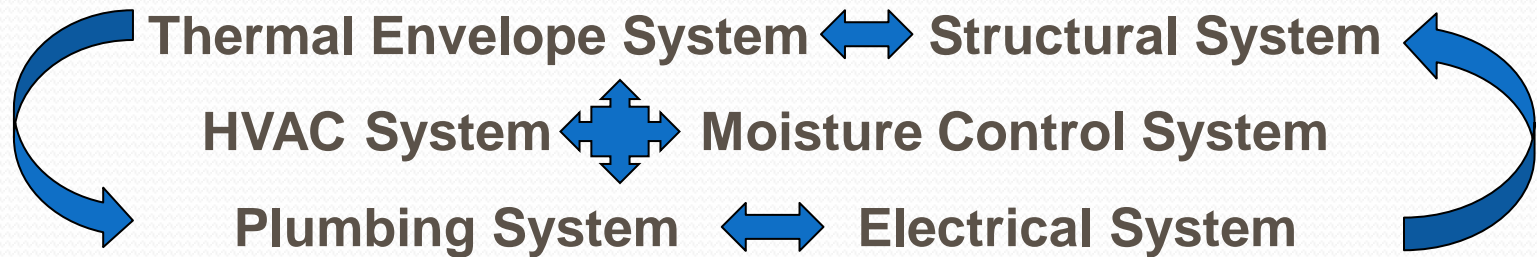 Thermal Envelope System Structural System
HVAC System Moisture Control System
Plumbing System Electrical System